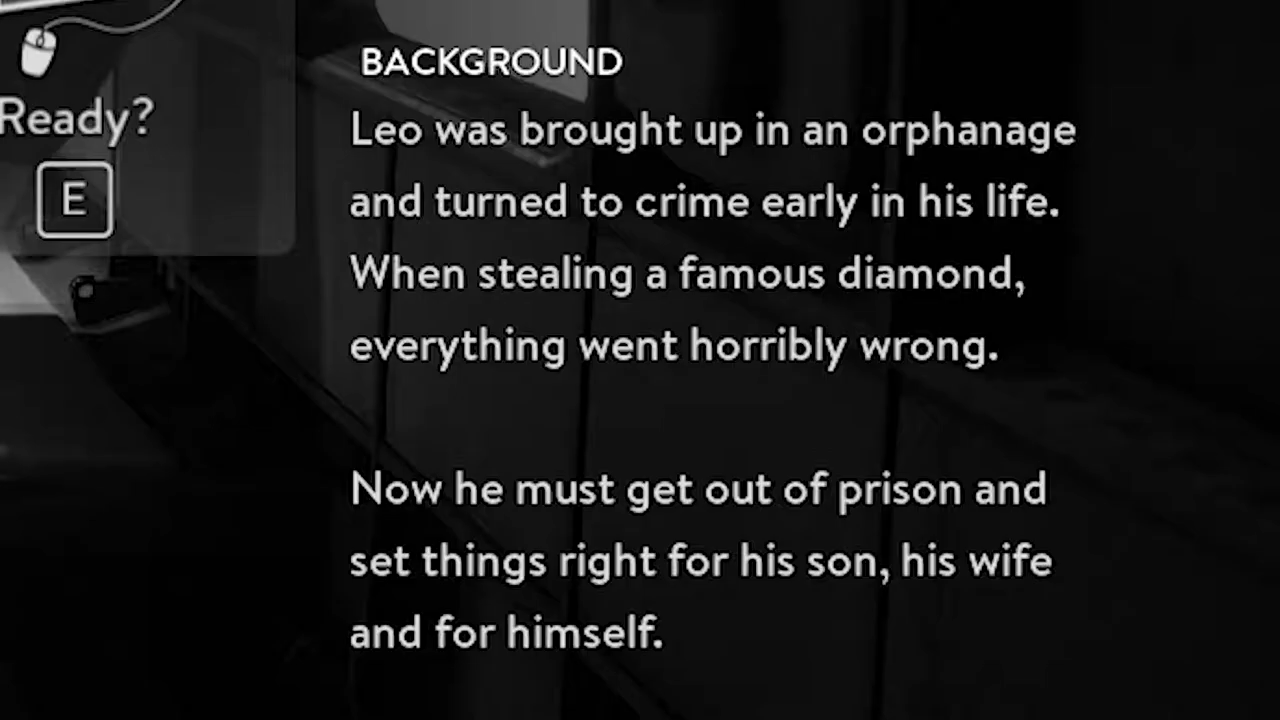 Ready?
E
BACKGROUND
Leo was brought up in an orphanage
and turned to crime early in his life.
When stealing a famous diamond,
everything went horribly wrong.
Now he must get out of prison and
set things right for his son, his wife
and for himself.